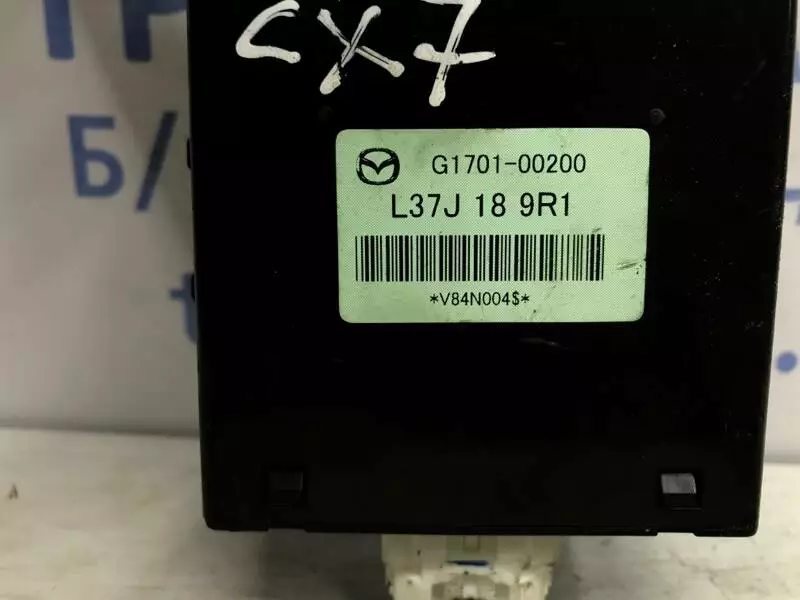 CX7
Б/
G1701-00200
L37J 18 9R1
*V84N004$*